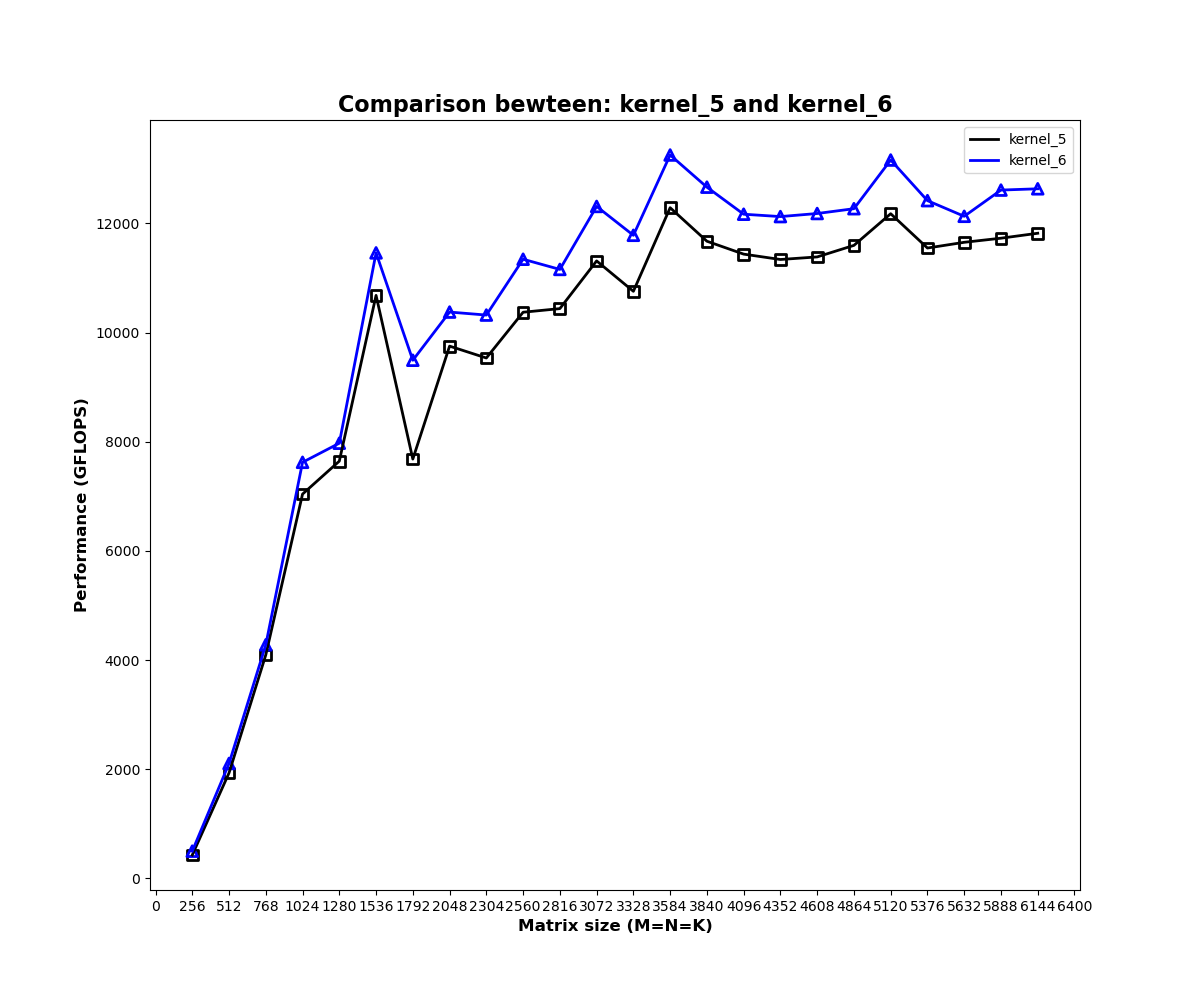 Comparison bewteen: kernel_5 and kernel_6
kernel_5
kernel_6
Performance (GFLOPS)
12000
10000
8000
6000
4000
2000
0
0 256 512 768 1024 1280 1536 1792 2048 2304 2560 2816 3072 3328 3584 3840 4096 4352 4608 4864 5120 5376 5632 5888 6144 6400
Matrix size (M=N=K)